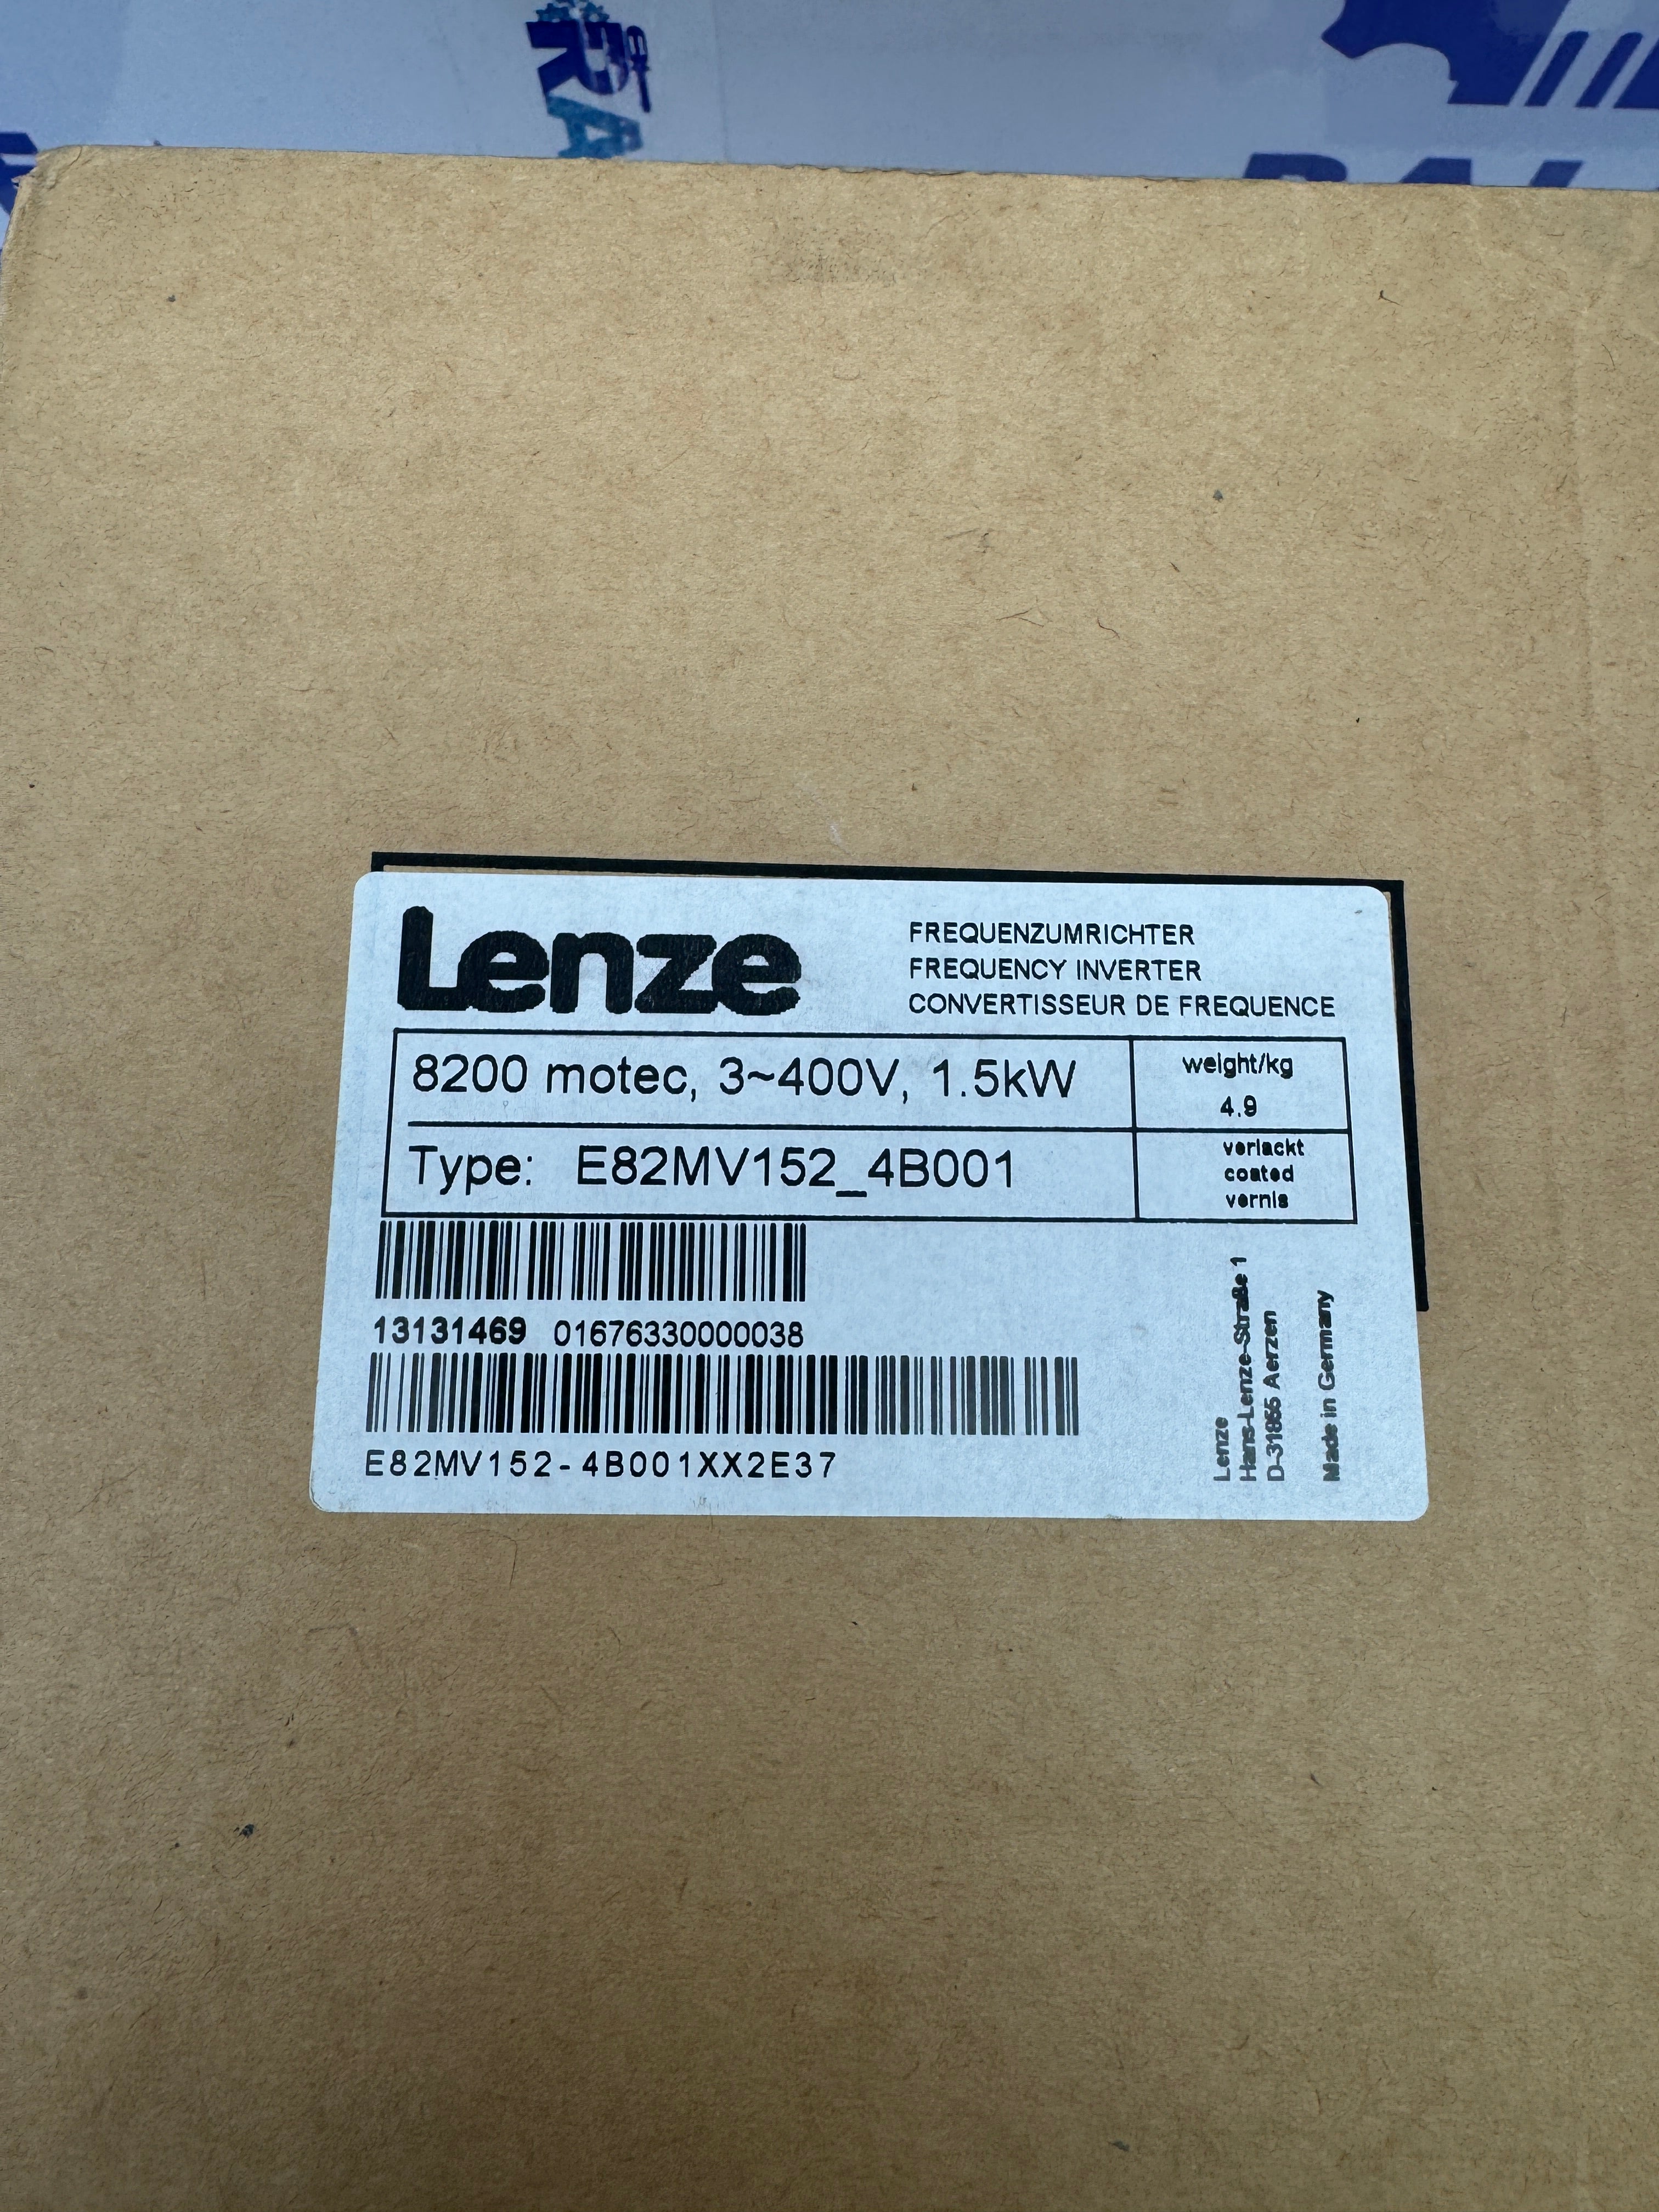 Lenze
FREQUENZUMRICHTER
FREQUENCY INVERTER
CONVERTISSEUR DE FREQUENCE
8200 motec, 3~400V, 1.5kW
weight/kg
4.9
Type: E82MV152_4B001
verlackt
coated
vernis
13131469 01676330000038
E82MV152-4B001XX2E37
Lenze
Hans-Lenze-Straße 1
D-31855 Aerzen
Made in Germany